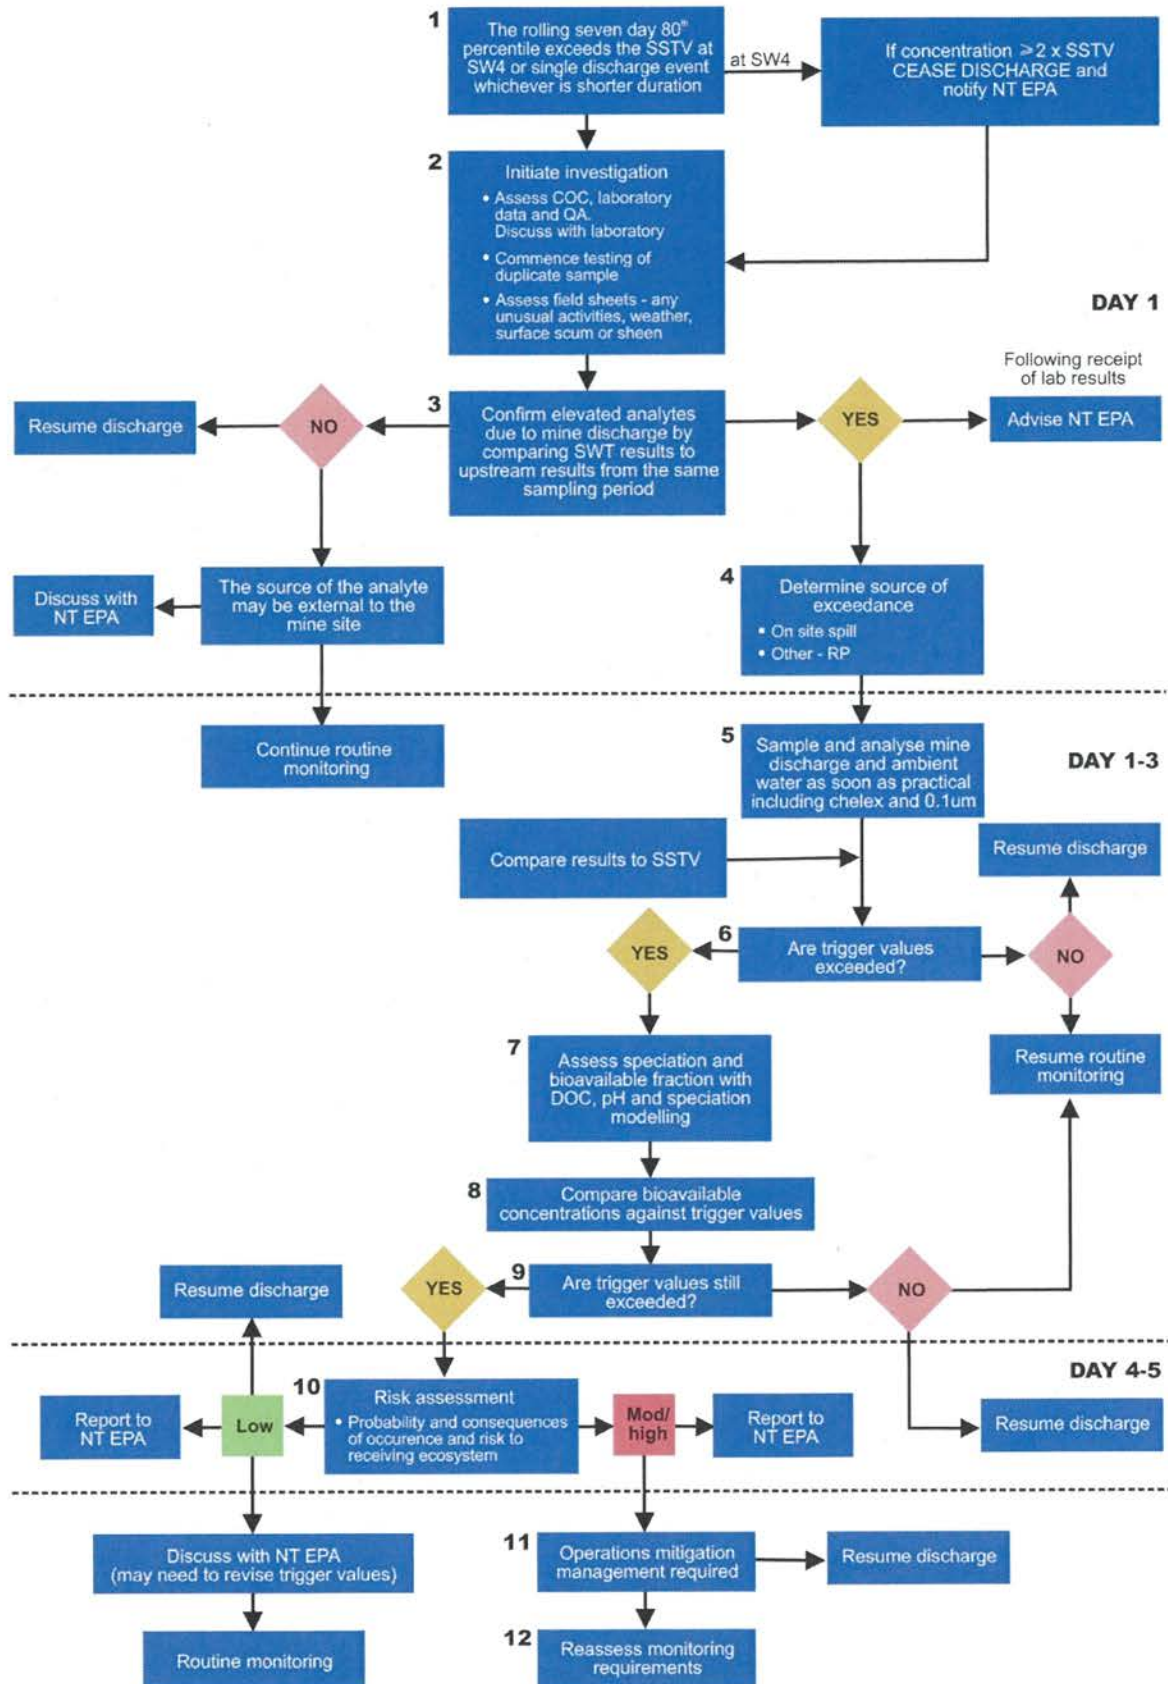 1
The rolling seven day 80th
percentile exceeds the SSTV at
SW4 or single discharge event
whichever is shorter duration
at SW4
If concentration ⩾2 x SSTV
CEASE DISCHARGE and
notify NT EPA
2
Initiate investigation
• Assess COC, laboratory
data and QA.
Discuss with laboratory
• Commence testing of
duplicate sample
• Assess field sheets - any
unusual activities, weather,
surface scum or sheen
DAY 1
Following receipt
of lab results
Resume discharge
NO
3
Confirm elevated analytes
due to mine discharge by
comparing SWT results to
upstream results from the same
sampling period
YES
Advise NT EPA
Discuss with
NT EPA
The source of the analyte
may be external to the
mine site
4
Determine source of
exceedance
• On site spill
• Other - RP
Continue routine
monitoring
5
Sample and analyse mine
discharge and ambient
water as soon as practical
including chelex and 0.1um
DAY 1-3
Compare results to SSTV
Resume discharge
YES
6
Are trigger values
exceeded?
NO
7
Assess speciation and
bioavailable fraction with
DOC, pH and speciation
modelling
Resume routine
monitoring
8
Compare bioavailable
concentrations against trigger values
Resume discharge
YES
9
Are trigger values still
exceeded?
NO
DAY 4-5
Report to
NT EPA
Low
10
Risk assessment
• Probability and consequences
of occurence and risk to
receiving ecosystem
Mod/
high
Report to
NT EPA
Resume discharge
Discuss with NT EPA
(may need to revise trigger values)
11
Operations mitigation
management required
Resume discharge
Routine monitoring
12
Reassess monitoring
requirements